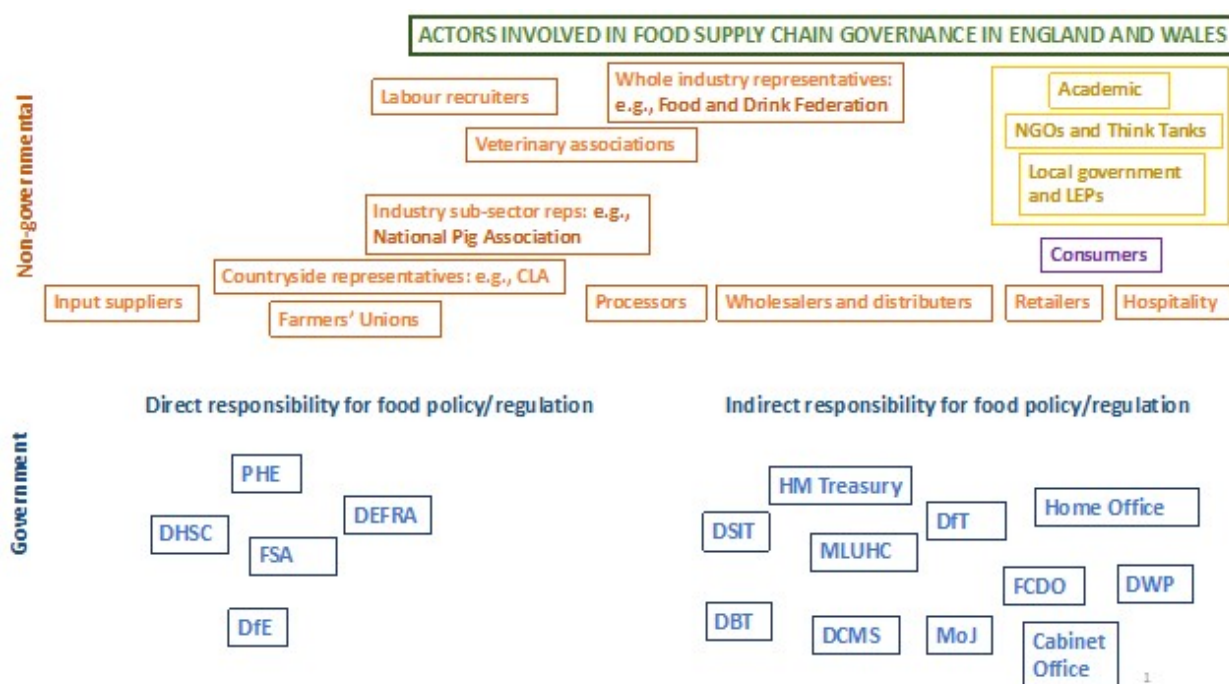 ACTORS INVOLVED IN FOOD SUPPLY CHAIN GOVERNANCE IN ENGLAND AND WALES
Non-governmental
Labour recruiters
Whole industry representatives:
e.g., Food and Drink Federation
Academic
NGOs and Think Tanks
Veterinary associations
Local government
and LEPs
Industry sub-sector reps: e.g.,
National Pig Association
Consumers
Countryside representatives: e.g., CLA
Input suppliers
Farmers' Unions
Processors
Wholesalers and distributers
Retailers
Hospitality
Government
Direct responsibility for food policy/regulation
PHE
DEFRA
DHSC
FSA
DfE
Indirect responsibility for food policy/regulation
HM Treasury
Home Office
DfT
DSIT
MLUHC
FCDO
DWP
DBT
DCMS
MoJ
Cabinet
Office
1